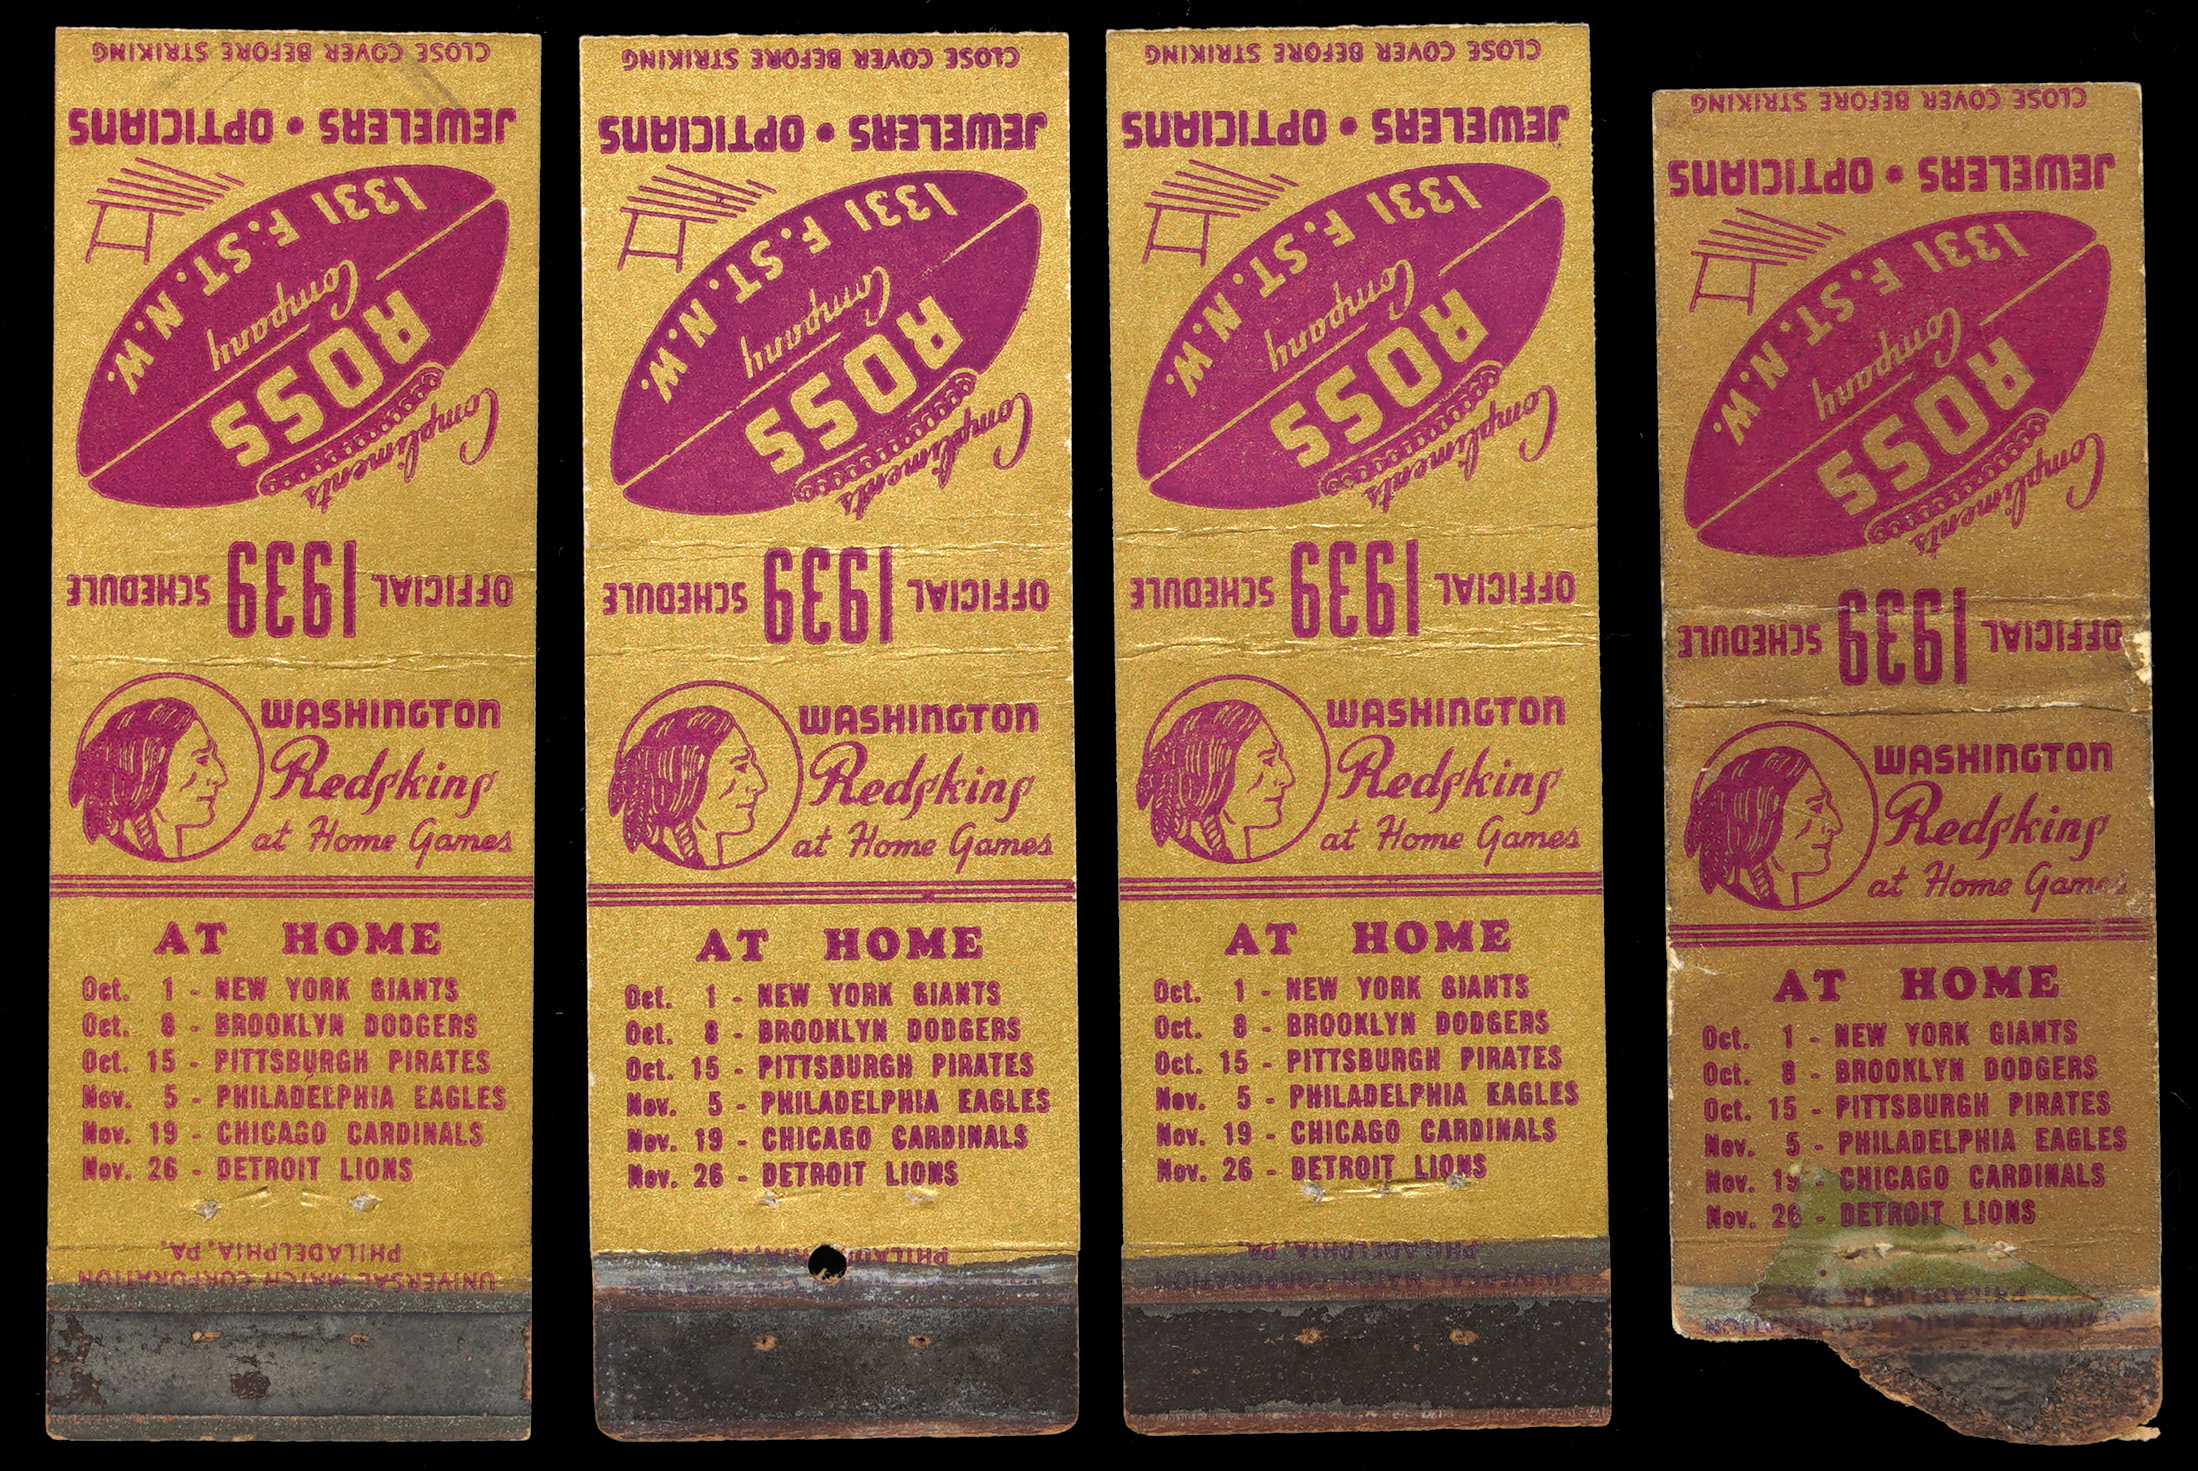 CLOSE COVER BEFORE STRIKING
JEWELERS • OPTICIANS
1331 F. ST. N.W.
Company
ROSS
Compliments
OFFICIAL 1939 SCHEDULE
WASHINGTON
Redskins
at Home Games
AT HOME
Oct. 1 - NEW YORK GIANTS
Oct. 8 - BROOKLYN DODGERS
Oct. 15 - PITTSBURGH PIRATES
Nov. 5 - PHILADELPHIA EAGLES
Nov. 19 - CHICAGO CARDINALS
Nov. 26 - DETROIT LIONS
UNIVERSAL MATCH CORPORATION
PHILADELPHIA, PA.
CLOSE COVER BEFORE STRIKING
JEWELERS • OPTICIANS
1331 F. ST. N.W.
Company
ROSS
Compliments
OFFICIAL 1939 SCHEDULE
WASHINGTON
Redskins
at Home Games
AT HOME
Oct. 1 - NEW YORK GIANTS
Oct. 8 - BROOKLYN DODGERS
Oct. 15 - PITTSBURGH PIRATES
Nov. 5 - PHILADELPHIA EAGLES
Nov. 19 - CHICAGO CARDINALS
Nov. 26 - DETROIT LIONS
CLOSE COVER BEFORE STRIKING
JEWELERS • OPTICIANS
1331 F. ST. N.W.
Company
ROSS
Compliments
OFFICIAL 1939 SCHEDULE
WASHINGTON
Redskins
at Home Games
AT HOME
Oct. 1 - NEW YORK GIANTS
Oct. 8 - BROOKLYN DODGERS
Oct. 15 - PITTSBURGH PIRATES
Nov. 5 - PHILADELPHIA EAGLES
Nov. 19 - CHICAGO CARDINALS
Nov. 26 - DETROIT LIONS
UNIVERSAL MATCH CORPORATION
PHILADELPHIA, PA.
CLOSE COVER BEFORE STRIKING
JEWELERS • OPTICIANS
1331 F. ST. N.W.
Company
ROSS
Compliments
OFFICIAL 1939 SCHEDULE
WASHINGTON
Redskins
at Home Games
AT HOME
Oct. 1 - NEW YORK GIANTS
Oct. 8 - BROOKLYN DODGERS
Oct. 15 - PITTSBURGH PIRATES
Nov. 5 - PHILADELPHIA EAGLES
Nov. 19 - CHICAGO CARDINALS
Nov. 26 - DETROIT LIONS
PHILADELPHIA, PA.